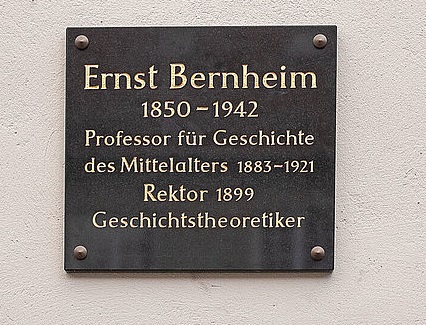 Ernst Bernheim
1850 – 1942
Professor für Geschichte
des Mittelalters 1883–1921
Rektor 1899
Geschichtstheoretiker